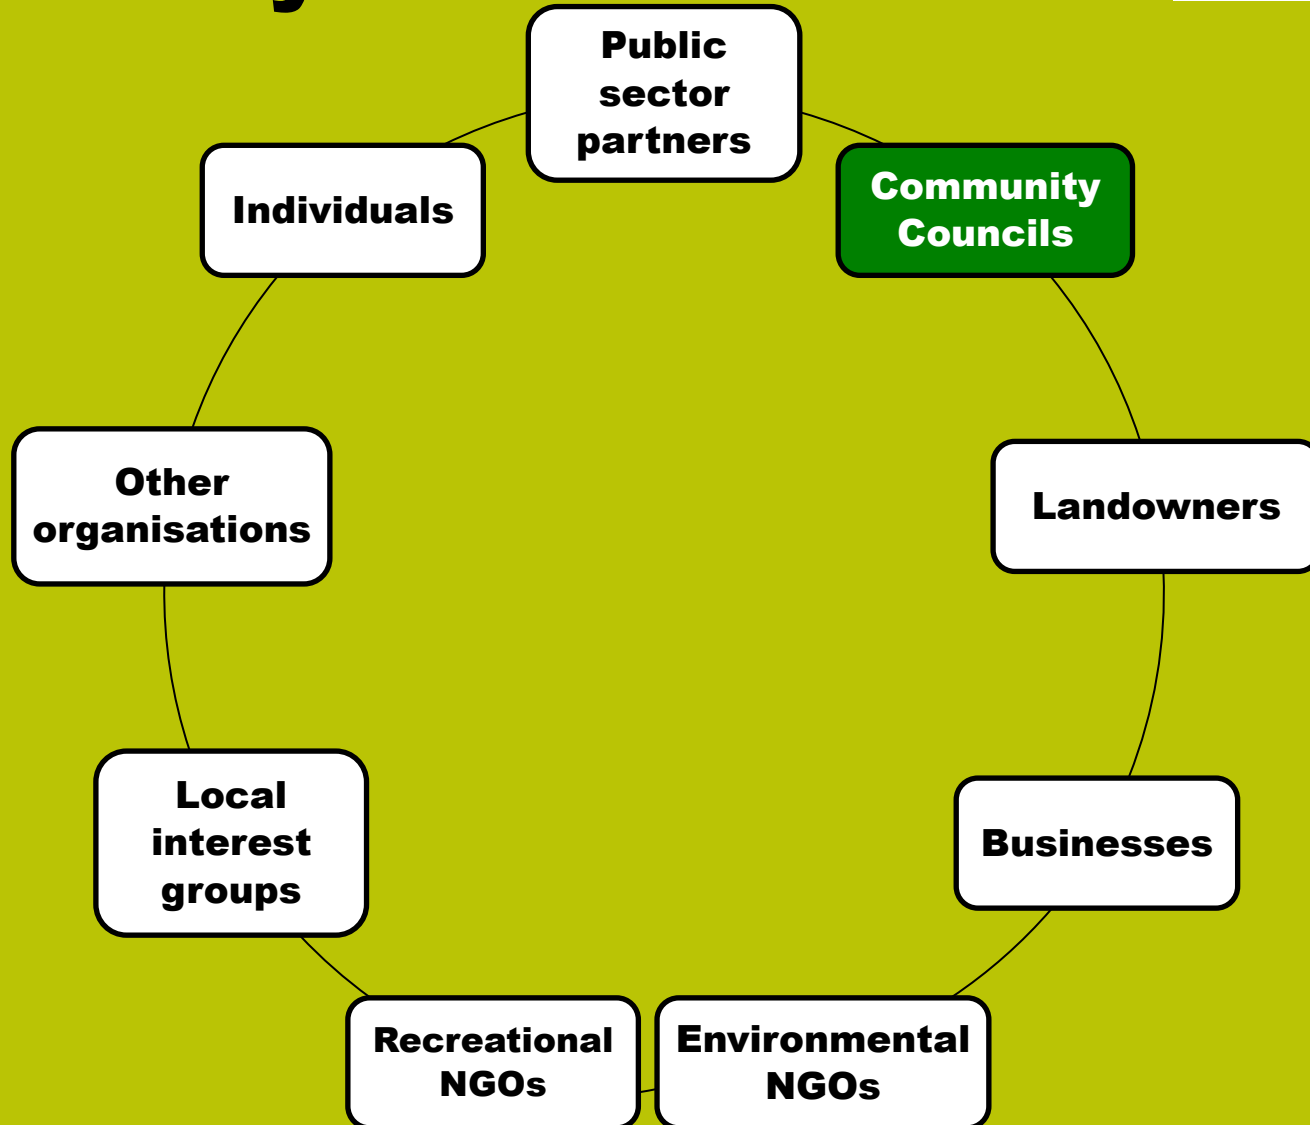 Public
sector
partners
Individuals
Community
Councils
Other
organisations
Landowners
Local
interest
groups
Businesses
Recreational
NGOs
Environmental
NGOs